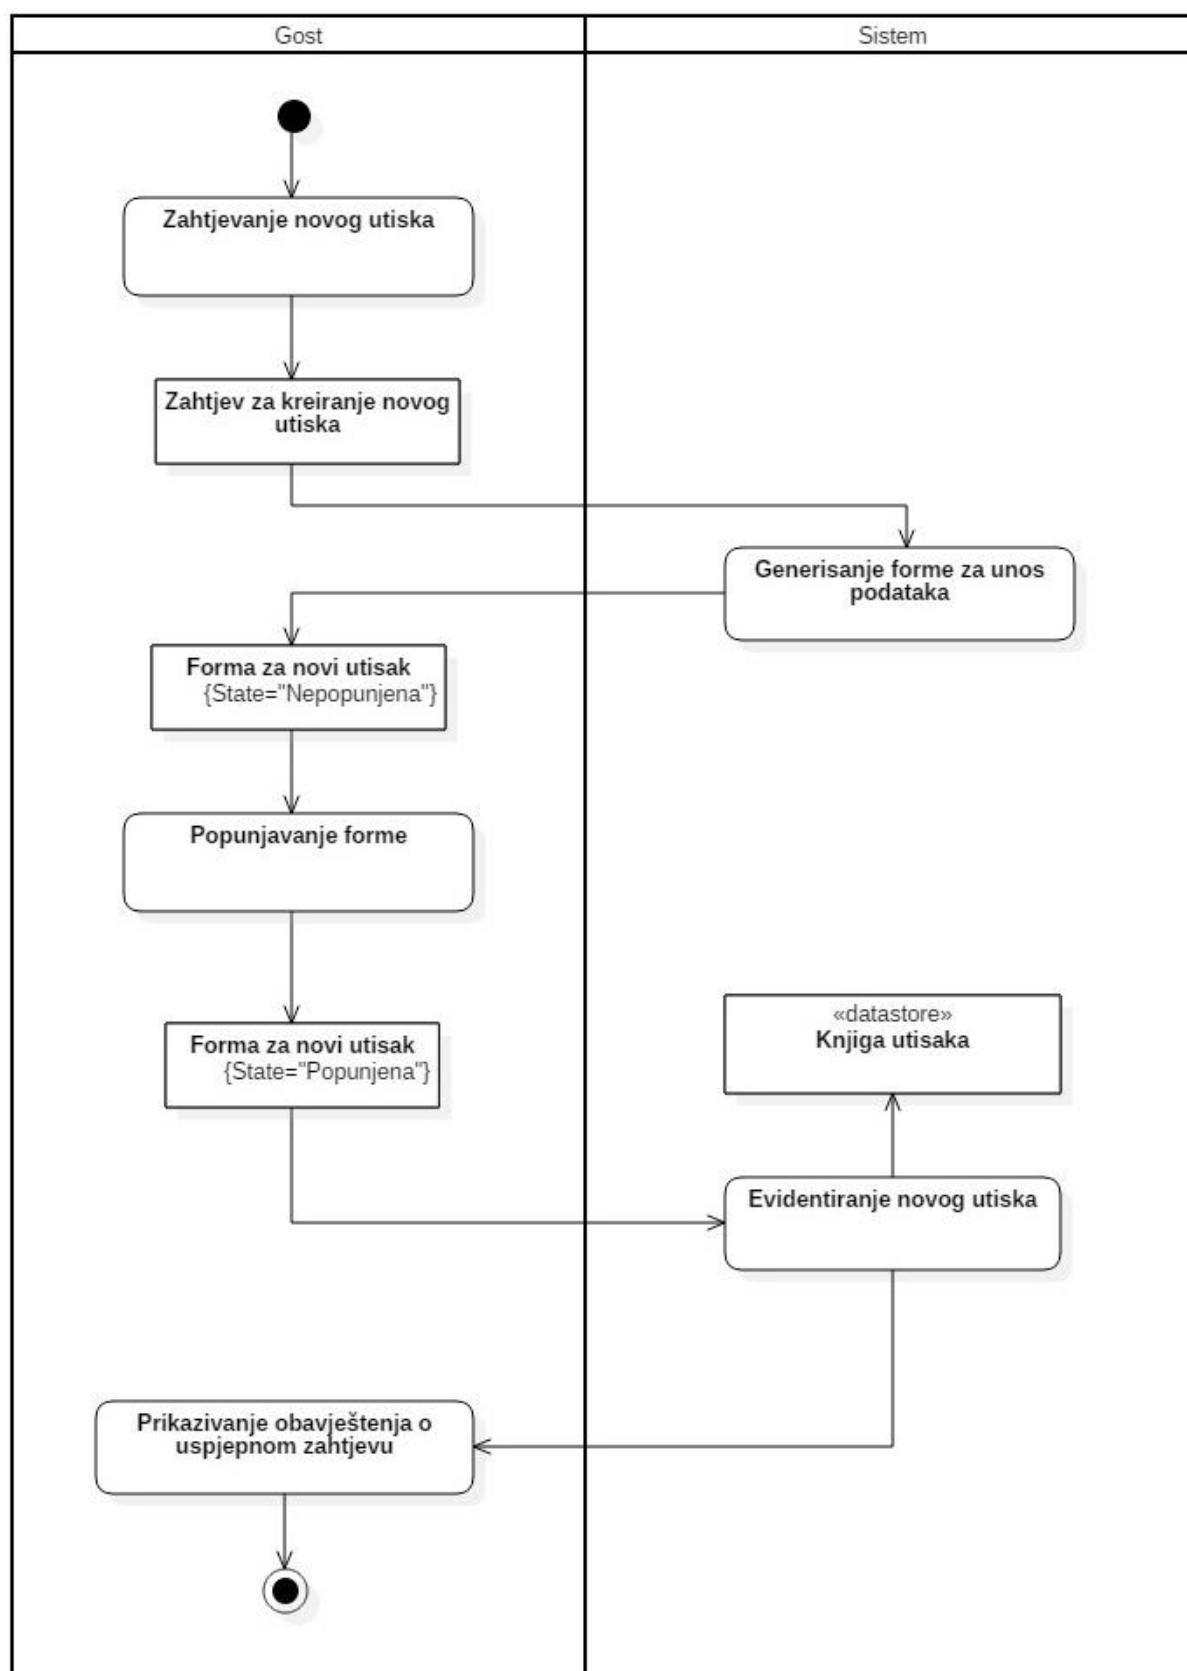 Gost
Sistem
Zahtjevanje novog utiska
Zahtjev za kreiranje novog
utiska
Generisanje forme za unos
podataka
Forma za novi utisak
{State="Nepopunjena"}
Popunjavanje forme
«datastore»
Knjiga utisaka
Forma za novi utisak
{State="Popunjena"}
Evidentiranje novog utiska
Prikazivanje obavještenja o
uspjepnom zahtjevu